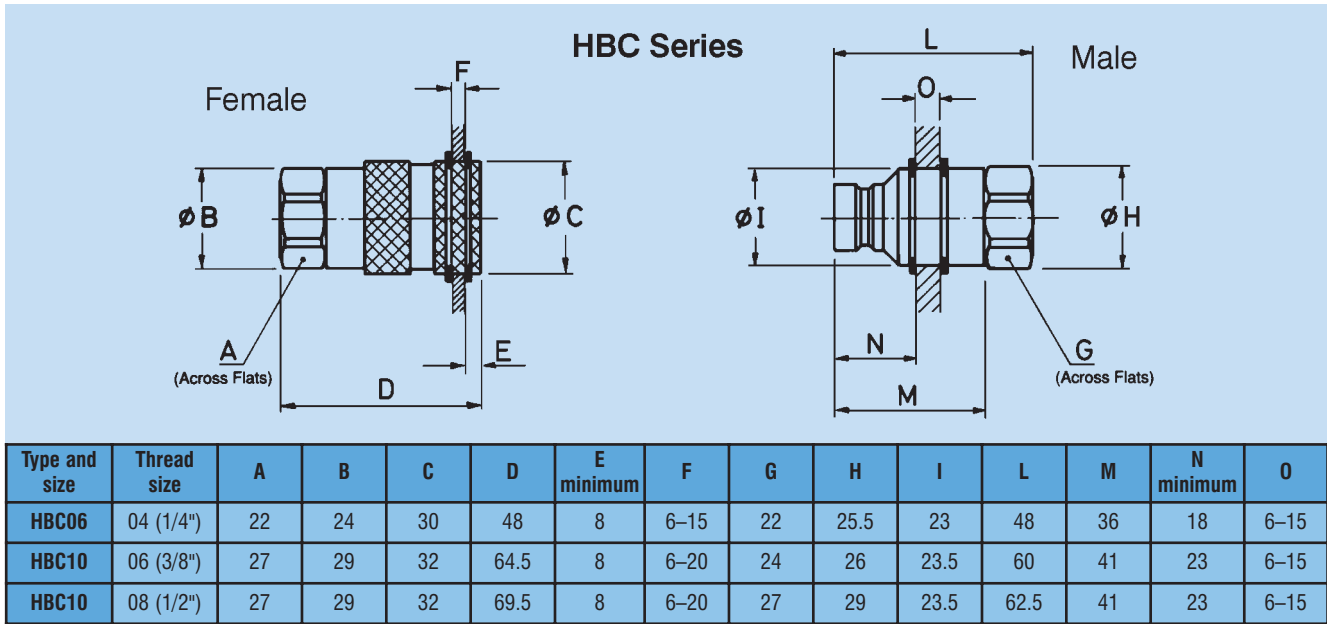 HBC Series
Female
Male
F
L
O
øB
øC
øI
øH
A
(Across Flats)
E
D
N
M
G
(Across Flats)
Type and size Thread size A B C D E minimum F G H I L M N minimum O
HBC06 04 (1/4") 22 24 30 48 8 6–15 22 25.5 23 48 36 18 6–15
HBC10 06 (3/8") 27 29 32 64.5 8 6–20 24 26 23.5 60 41 23 6–15
HBC10 08 (1/2") 27 29 32 69.5 8 6–20 27 29 23.5 62.5 41 23 6–15